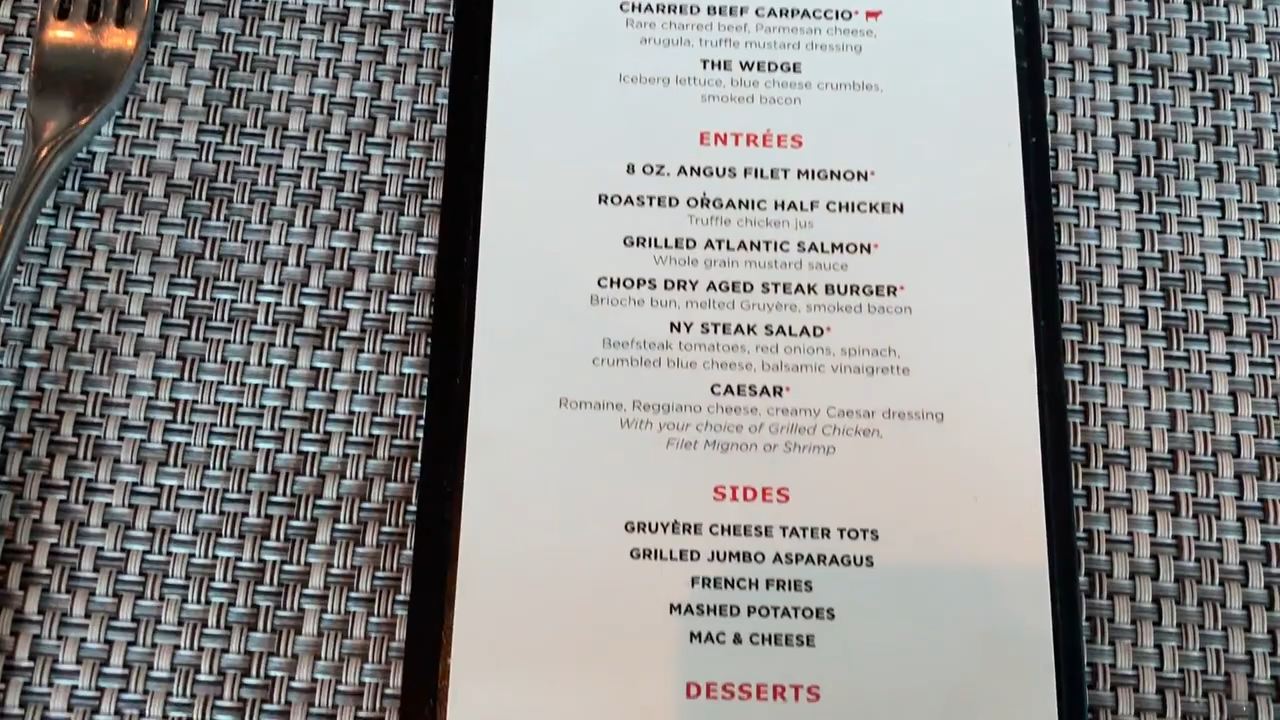 CHARRED BEEF CARPACCIO*
Rare charred beef, Parmesan cheese,
arugula, truffle mustard dressing
THE WEDGE
Iceberg lettuce, blue cheese crumbles,
smoked bacon
ENTRÉES
8 OZ. ANGUS FILET MIGNON*
ROASTED ORGANIC HALF CHICKEN
Truffle chicken jus
GRILLED ATLANTIC SALMON*
Whole grain mustard sauce
CHOPS DRY AGED STEAK BURGER*
Brioche bun, melted Gruyère, smoked bacon
NY STEAK SALAD*
Beefsteak tomatoes, red onions, spinach,
crumbled blue cheese, balsamic vinaigrette
CAESAR*
Romaine, Reggiano cheese, creamy Caesar dressing
With your choice of Grilled Chicken,
Filet Mignon or Shrimp
SIDES
GRUYÈRE CHEESE TATER TOTS
GRILLED JUMBO ASPARAGUS
FRENCH FRIES
MASHED POTATOES
MAC & CHEESE
DESSERTS